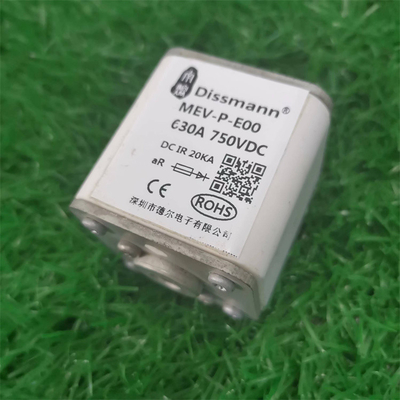 Dissmann®
MEV-P-E00
630A 750VDC
DC IR 20KA
aR
CE
ROHS
深圳市德尔电子有限公司